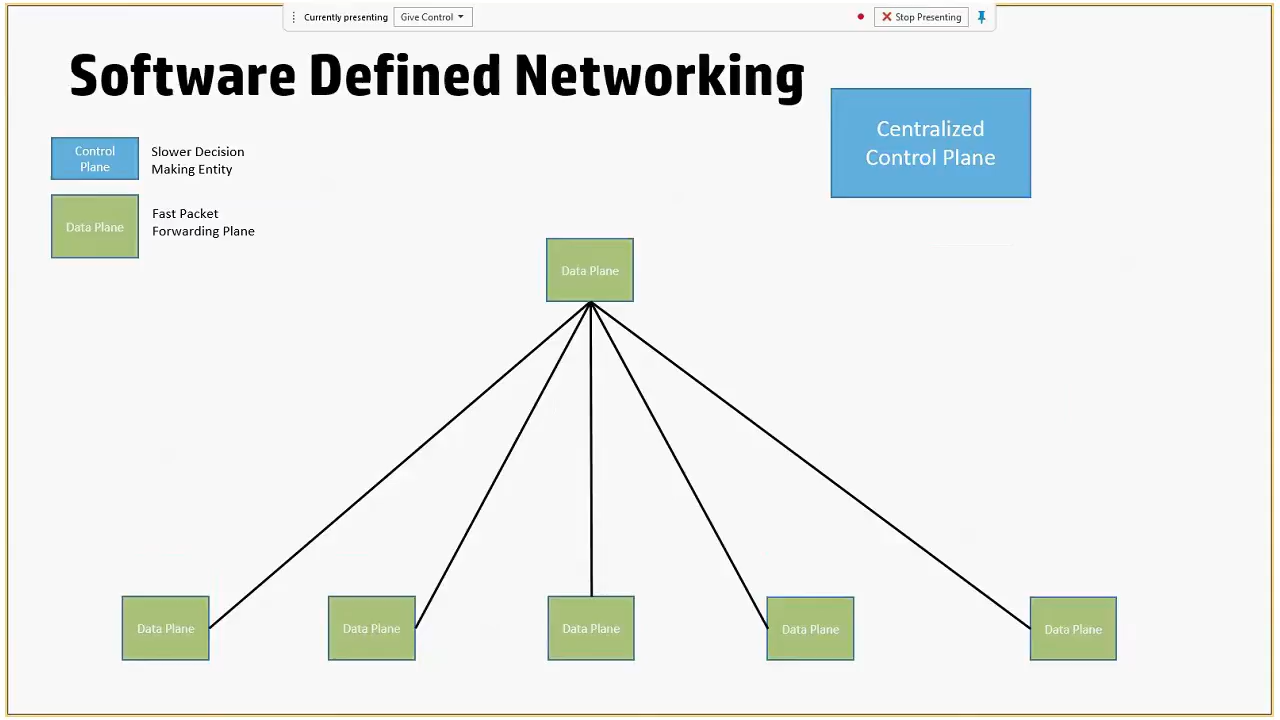 Currently presenting
Give Control
Stop Presenting
Software Defined Networking
Centralized
Control Plane
Control
Plane
Slower Decision
Making Entity
Data Plane
Fast Packet
Forwarding Plane
Data Plane
Data Plane
Data Plane
Data Plane
Data Plane
Data Plane